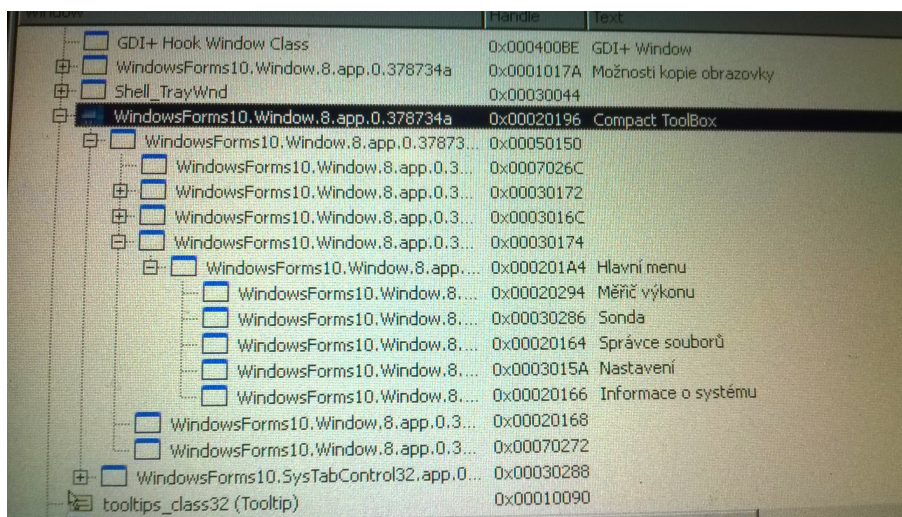 Window Handle Text
GDI+ Hook Window Class 0x000400BE GDI+ Window
WindowsForms10.Window.8.app.0.378734a 0x0001017A Možnosti kopie obrazovky
Shell_TrayWnd 0x00030044
WindowsForms10.Window.8.app.0.378734a 0x00020196 Compact ToolBox
WindowsForms10.Window.8.app.0.37873... 0x00050150
WindowsForms10.Window.8.app.0.3... 0x0007026C
WindowsForms10.Window.8.app.0.3... 0x00030172
WindowsForms10.Window.8.app.0.3... 0x0003016C
WindowsForms10.Window.8.app.0.3... 0x00030174
WindowsForms10.Window.8.app.... 0x000201A4 Hlavní menu
WindowsForms10.Window.8.... 0x00020294 Měřič výkonu
WindowsForms10.Window.8.... 0x00030286 Sonda
WindowsForms10.Window.8.... 0x00020164 Správce souborů
WindowsForms10.Window.8.... 0x0003015A Nastavení
WindowsForms10.Window.8.... 0x00020166 Informace o systému
WindowsForms10.Window.8.app.0.3... 0x00020168
WindowsForms10.Window.8.app.0.3... 0x00070272
WindowsForms10.SysTabControl32.app.0... 0x00030288
tooltips_class32 (Tooltip) 0x00010090